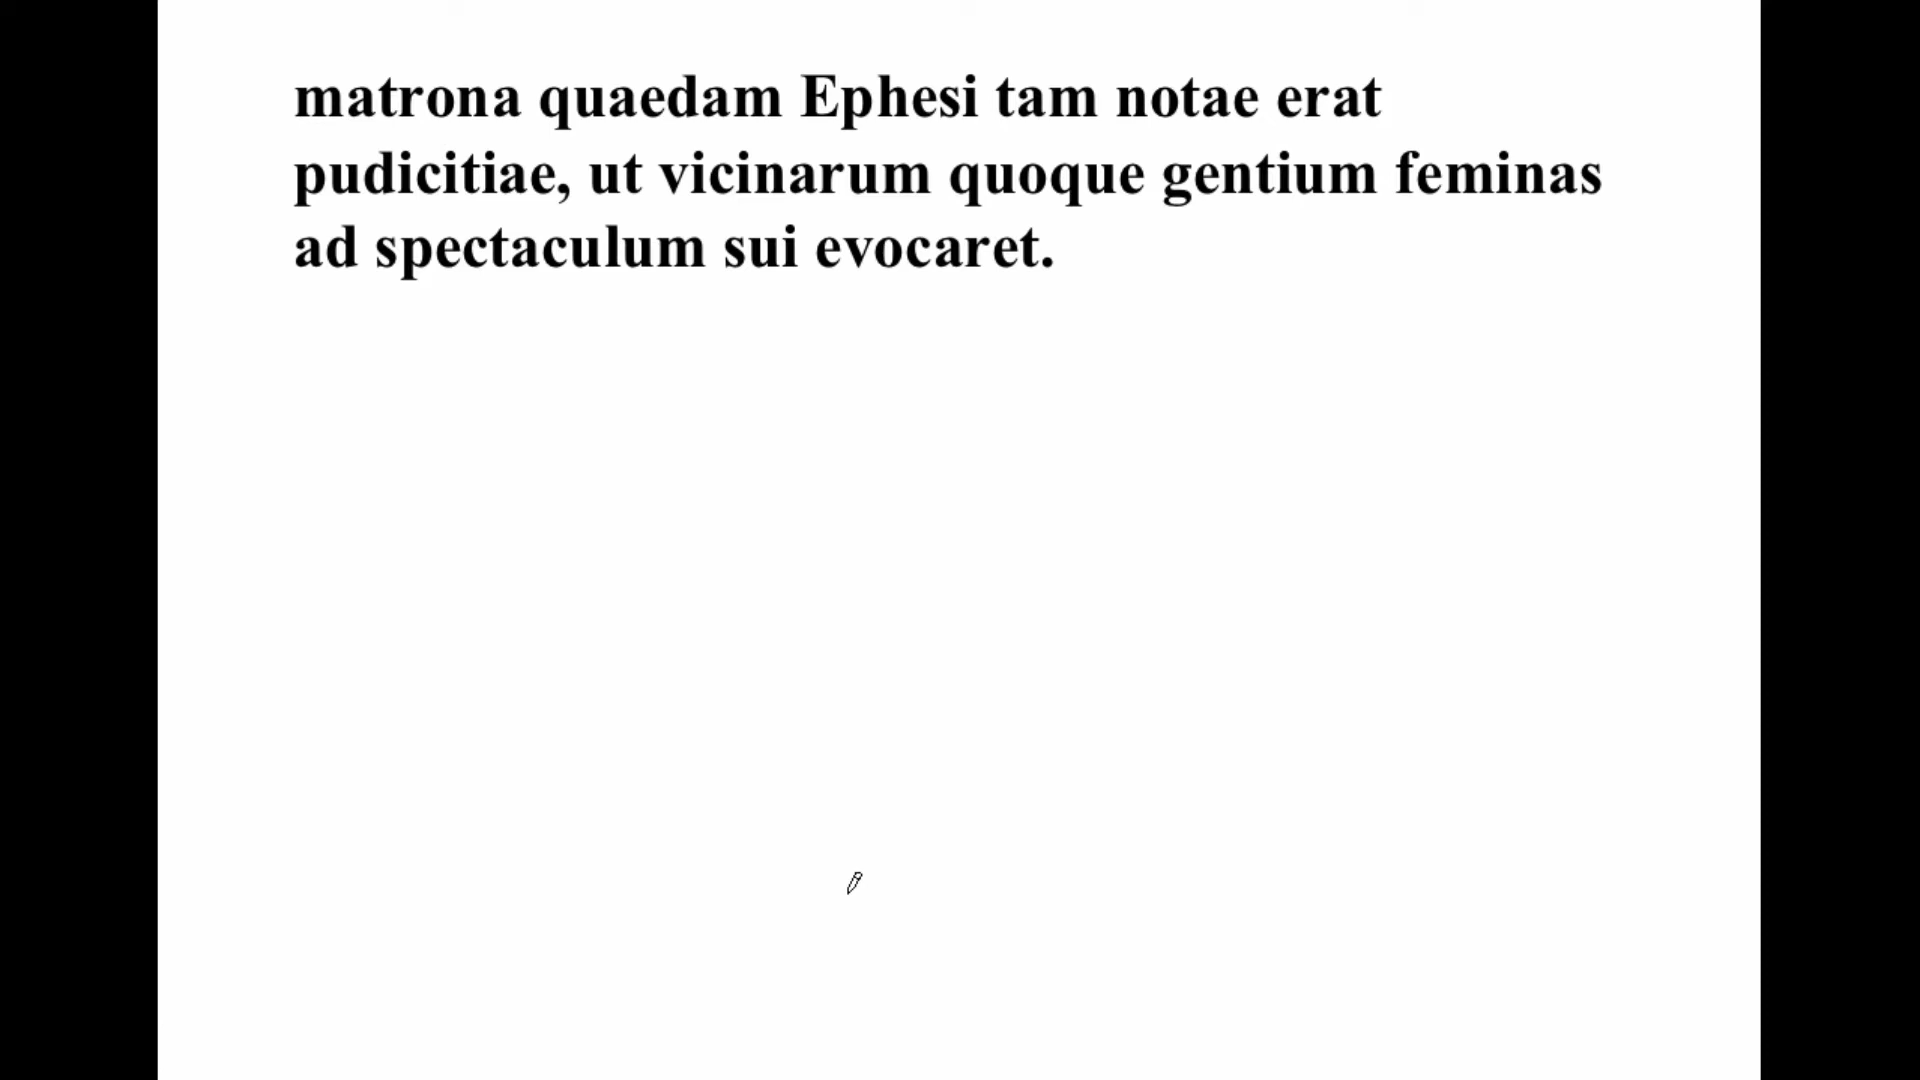 matrona quaedam Ephesi tam notae erat
pudicitiae, ut vicinarum quoque gentium feminas
ad spectaculum sui evocaret.